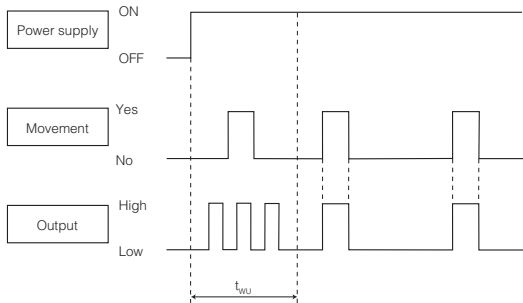 ON
Power supply
OFF
Yes
Movement
No
High
Output
Low
tWU